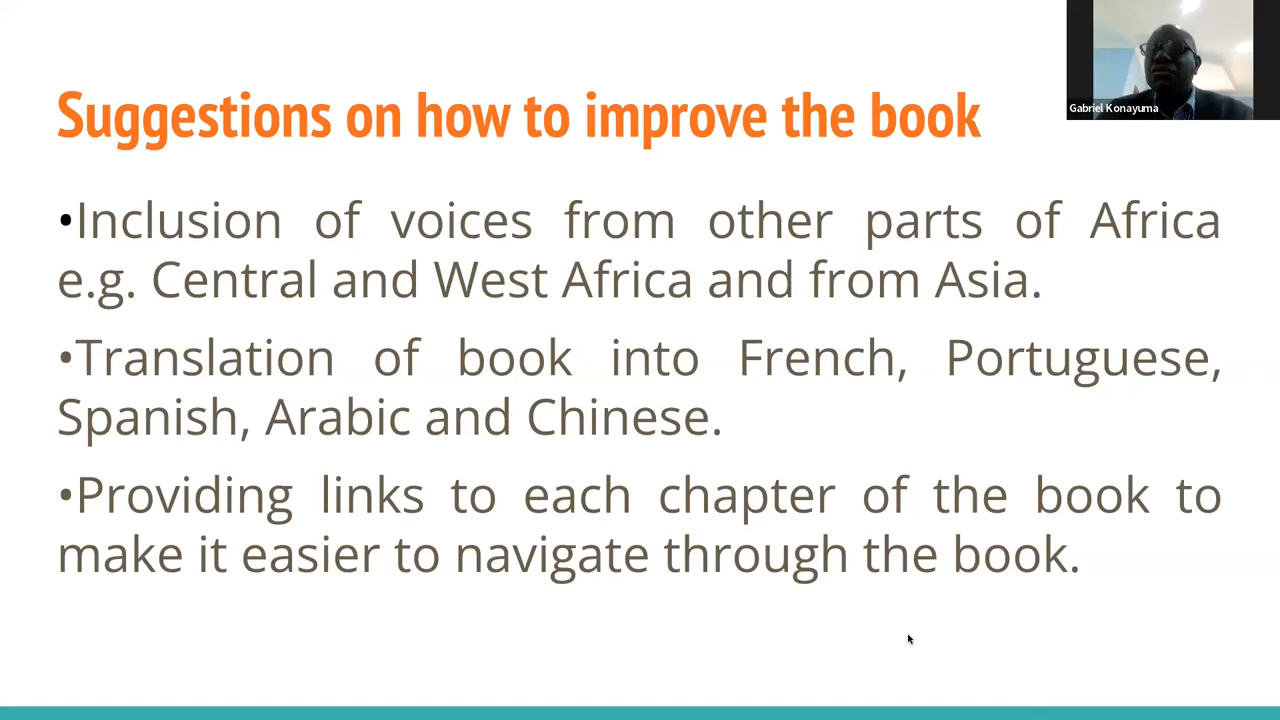 Suggestions on how to improve the book
Gabriel Konayuma
•Inclusion of voices from other parts of Africa
e.g. Central and West Africa and from Asia.
•Translation of book into French, Portuguese,
Spanish, Arabic and Chinese.
•Providing links to each chapter of the book to
make it easier to navigate through the book.